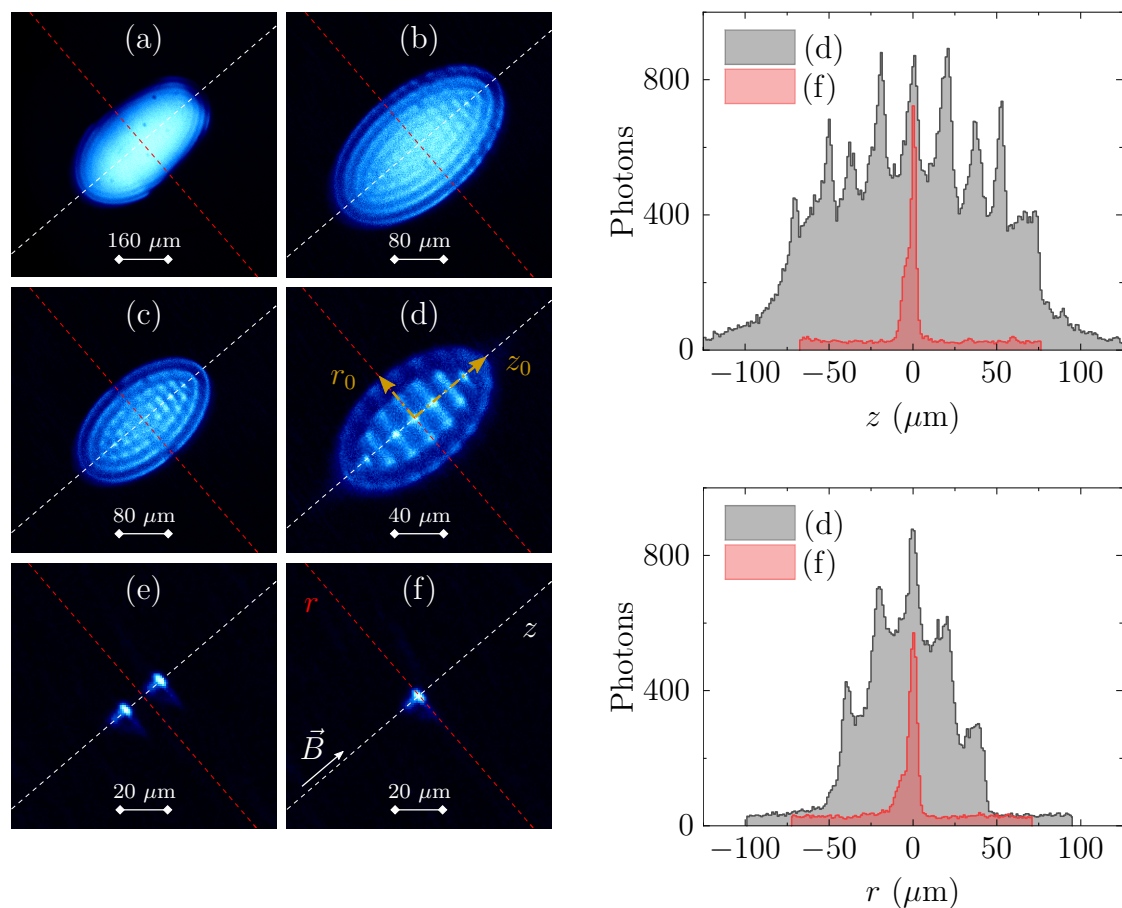 (a)
160 μm
(b)
80 μm
(c)
80 μm
(d)
r₀
z₀
40 μm
(e)
20 μm
(f)
r
z
B⃗
20 μm
Photons
800
400
0
(d)
(f)
−100 −50 0 50 100
z (μm)
Photons
800
400
0
(d)
(f)
−100 −50 0 50 100
r (μm)